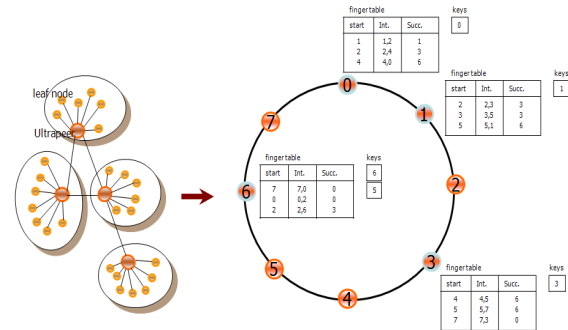 leaf node
Ultrapeer
fingertable keys
start Int. Succ. 0
1 1,2 1
2 2,4 3
4 4,0 6
fingertable keys
start Int. Succ. 1
2 2,3 3
3 3,5 3
5 5,1 6
fingertable keys
start Int. Succ. 6
7 7,0 0 5
0 0,2 0
2 2,6 3
fingertable keys
start Int. Succ. 3
4 4,5 6
5 5,7 6
7 7,3 0
0
1
2
3
4
5
6
7